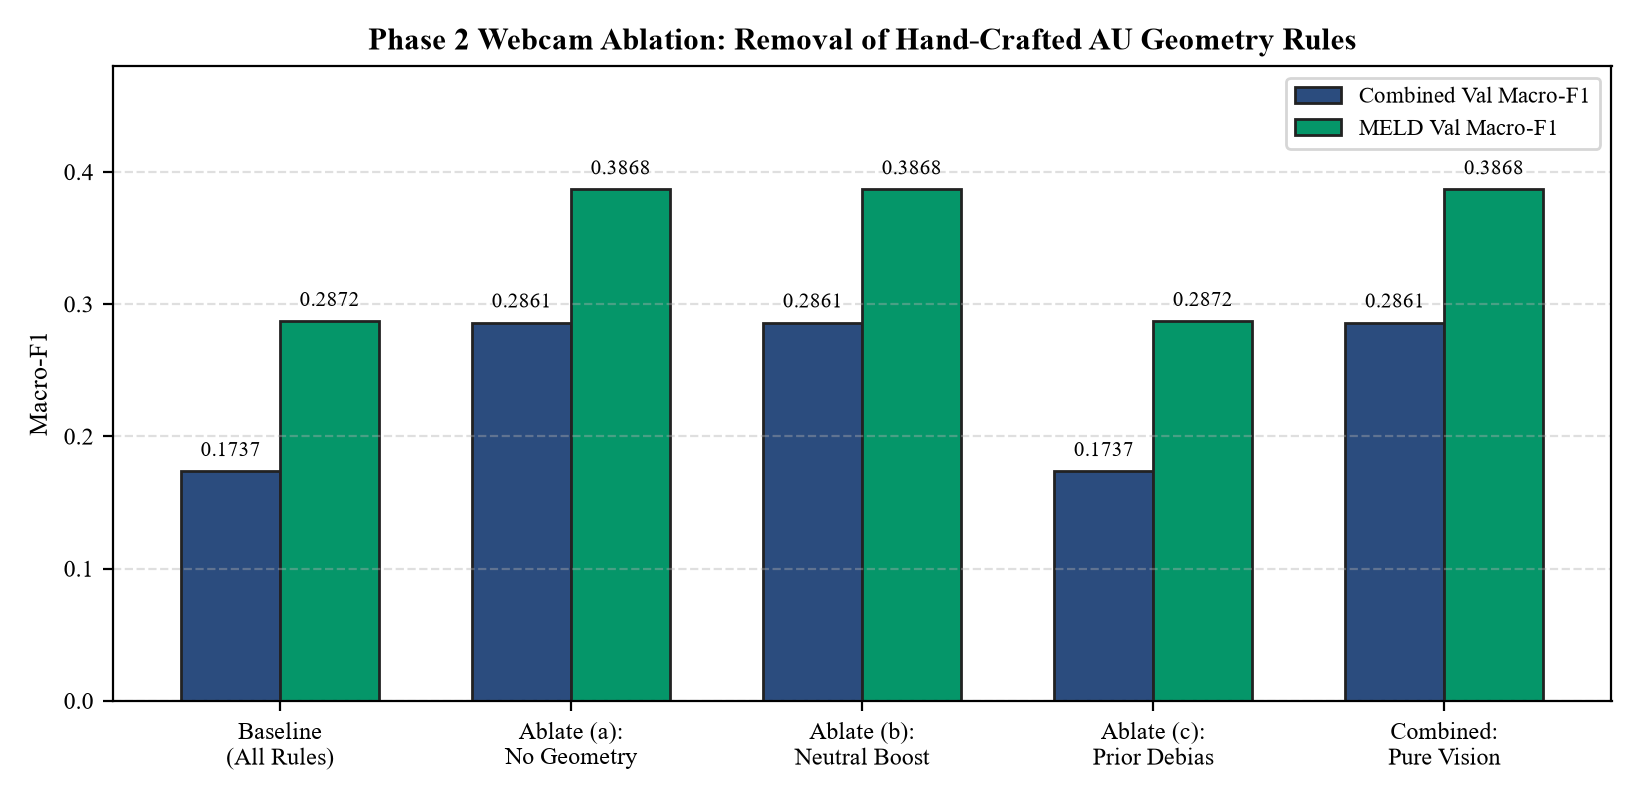 Phase 2 Webcam Ablation: Removal of Hand-Crafted AU Geometry Rules
Combined Val Macro-F1
MELD Val Macro-F1
Macro-F1
0.4
0.3
0.2
0.1
0.0
0.1737
0.2872
0.2861
0.3868
0.2861
0.3868
0.1737
0.2872
0.2861
0.3868
Baseline
(All Rules)
Ablate (a):
No Geometry
Ablate (b):
Neutral Boost
Ablate (c):
Prior Debias
Combined:
Pure Vision